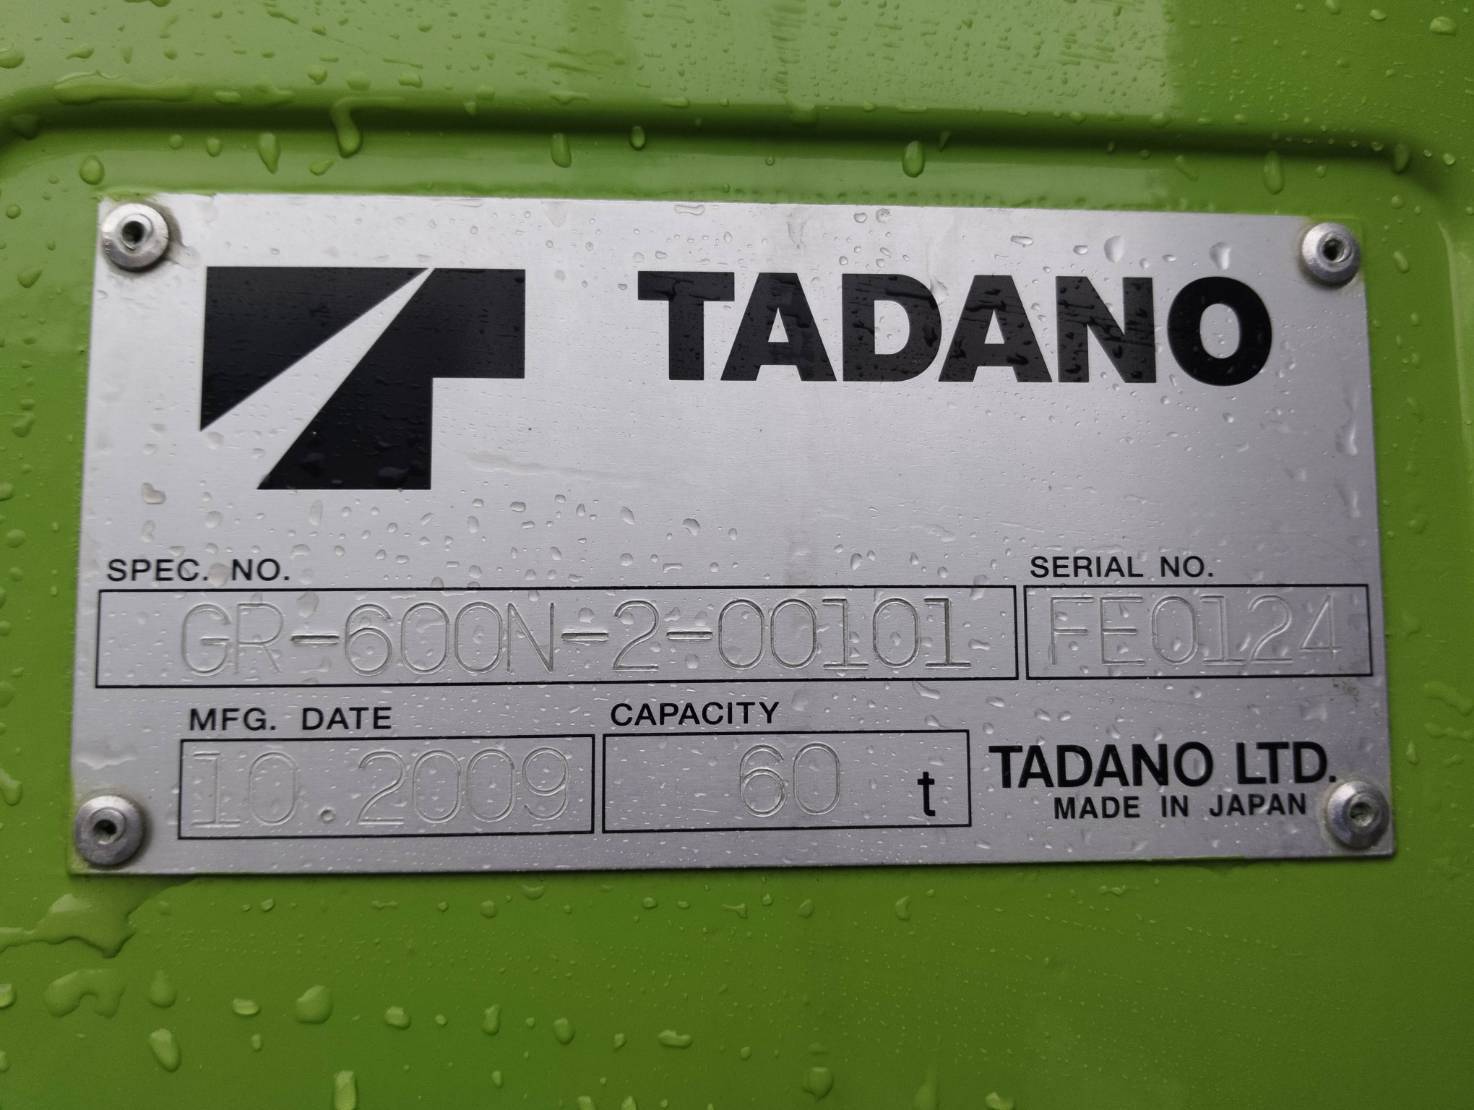 TADANO
SPEC. NO. SERIAL NO.
GR-600N-2-00101 FE0124
MFG. DATE CAPACITY
10.2009 60 t TADANO LTD.
MADE IN JAPAN